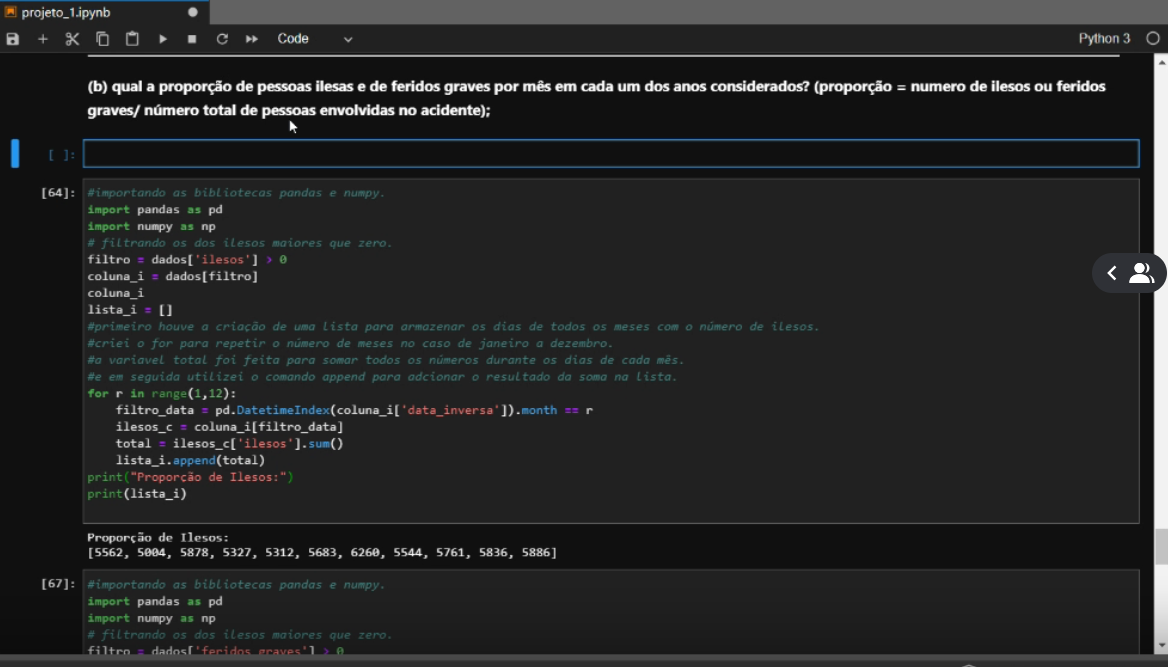 projeto_1.ipynb
Code
Python 3
(b) qual a proporção de pessoas ilesas e de feridos graves por mês em cada um dos anos considerados? (proporção = numero de ilesos ou feridos
graves/ número total de pessoas envolvidas no acidente);
[ ]:
[64]: #importando as bibliotecas pandas e numpy.
import pandas as pd
import numpy as np
# filtrando os dos ilesos maiores que zero.
filtro = dados['ilesos'] > 0
coluna_i = dados[filtro]
coluna_i
lista_i = []
#primeiro houve a criação de uma lista para armazenar os dias de todos os meses com o número de ilesos.
#criei o for para repetir o número de meses no caso de janeiro a dezembro.
#a variavel total foi feita para somar todos os números durante os dias de cada mês.
#e em seguida utilizei o comando append para adcionar o resultado da soma na lista.
for r in range(1,12):
filtro_data = pd.DatetimeIndex(coluna_i['data_inversa']).month == r
ilesos_c = coluna_i[filtro_data]
total = ilesos_c['ilesos'].sum()
lista_i.append(total)
print("Proporção de Ilesos:")
print(lista_i)
Proporção de Ilesos:
[5562, 5004, 5878, 5327, 5312, 5683, 6260, 5544, 5761, 5836, 5886]
[67]: #importando as bibliotecas pandas e numpy.
import pandas as pd
import numpy as np
# filtrando os dos ilesos maiores que zero.
filtro = dados['feridos_graves'] > 0